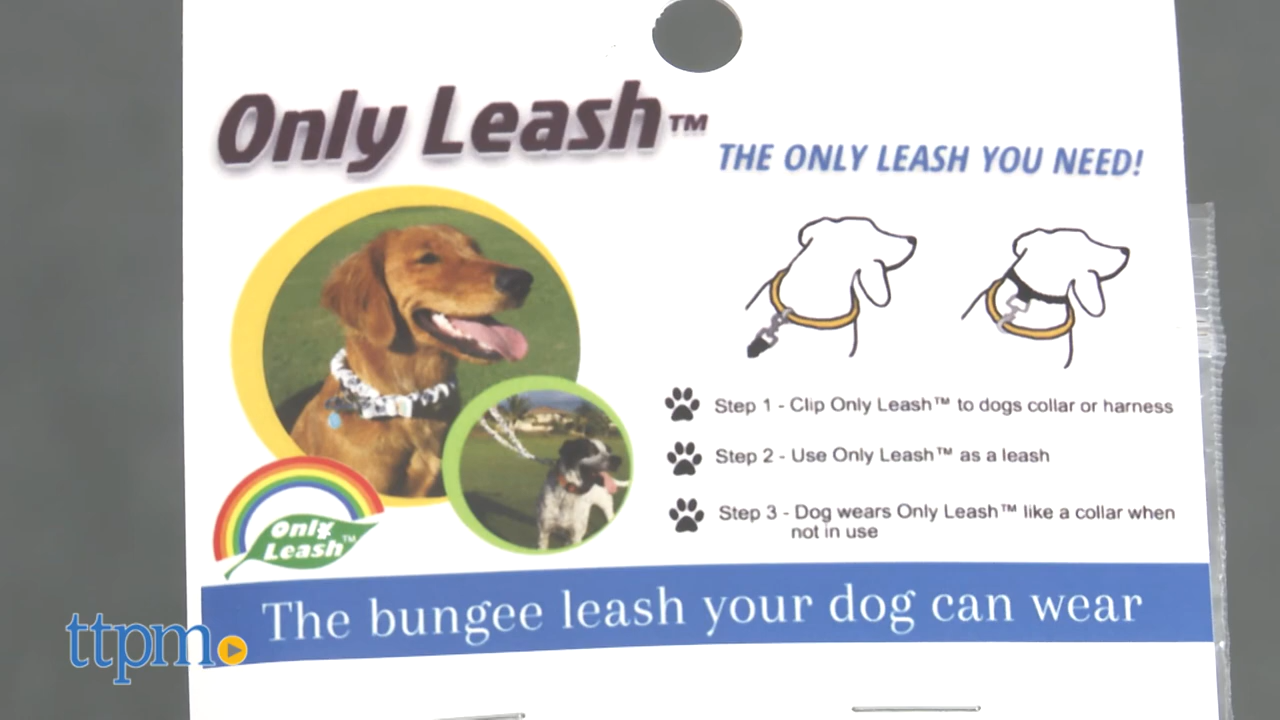 Only Leash™
THE ONLY LEASH YOU NEED!
Step 1 - Clip Only Leash™ to dogs collar or harness
Step 2 - Use Only Leash™ as a leash
Step 3 - Dog wears Only Leash™ like a collar when
not in use
Only
Leash™
The bungee leash your dog can wear
ttpm